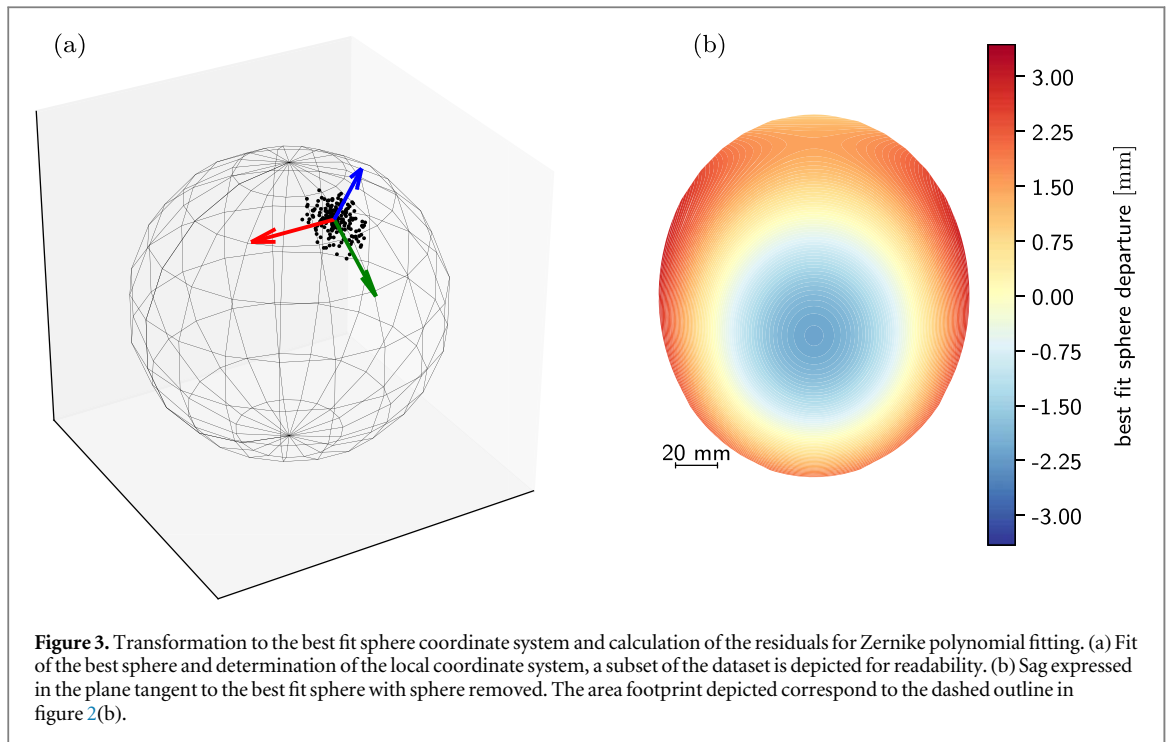 (a)
(b)
3.00
2.25
1.50
0.75
0.00
-0.75
-1.50
-2.25
-3.00
best fit sphere departure [mm]
20 mm
Figure 3. Transformation to the best fit sphere coordinate system and calculation of the residuals for Zernike polynomial fitting. (a) Fit
of the best sphere and determination of the local coordinate system, a subset of the dataset is depicted for readability. (b) Sag expressed
in the plane tangent to the best fit sphere with sphere removed. The area footprint depicted correspond to the dashed outline in
figure 2(b).